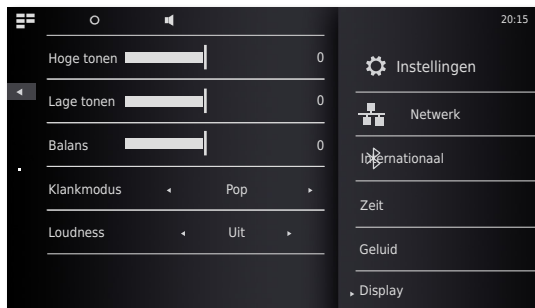 20:15
Hoge tonen 0
Lage tonen 0
Balans 0
Klankmodus Pop
Loudness Uit
Instellingen
Netwerk
Internationaal
Zeit
Geluid
Display